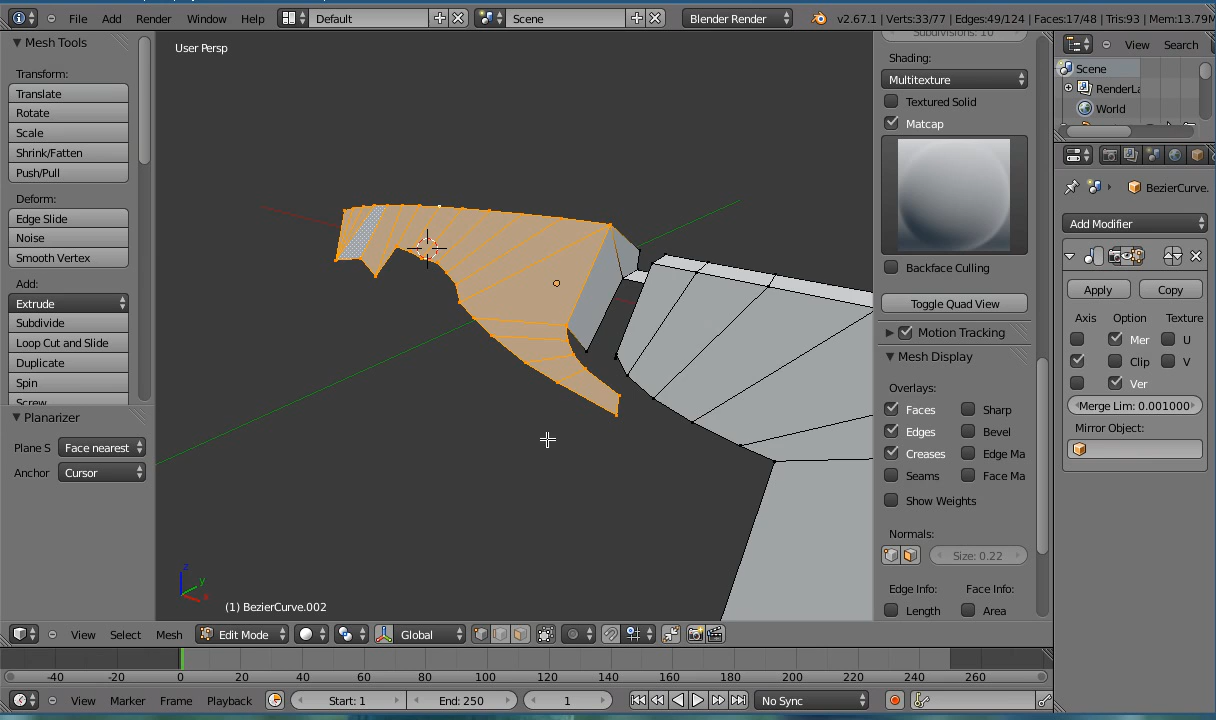 File Add Render Window Help Default Scene Blender Render v2.67.1 | Verts:33/77 | Edges:49/124 | Faces:17/48 | Tris:93 | Mem:13.79M
Mesh Tools
Transform:
Translate
Rotate
Scale
Shrink/Fatten
Push/Pull
Deform:
Edge Slide
Noise
Smooth Vertex
Add:
Extrude
Subdivide
Loop Cut and Slide
Duplicate
Spin
Screw
Planarizer
Plane S Face nearest
Anchor Cursor
User Persp
z
y
x
(1) BezierCurve.002
Subdivisions: 10
Shading:
Multitexture
Textured Solid
Matcap
Backface Culling
Toggle Quad View
Motion Tracking
Mesh Display
Overlays:
Faces Sharp
Edges Bevel
Creases Edge Ma
Seams Face Ma
Show Weights
Normals:
Size: 0.22
Edge Info: Face Info:
Length Area
View Search
Scene
RenderLa
World
BezierCurve.
Add Modifier
Apply Copy
Axis Option Texture
Mer U
Clip V
Ver
Merge Lim: 0.001000
Mirror Object:
View Select Mesh Edit Mode Global
-40 -20 0 20 40 60 80 100 120 140 160 180 200 220 240 260
View Marker Frame Playback Start: 1 End: 250 1 No Sync